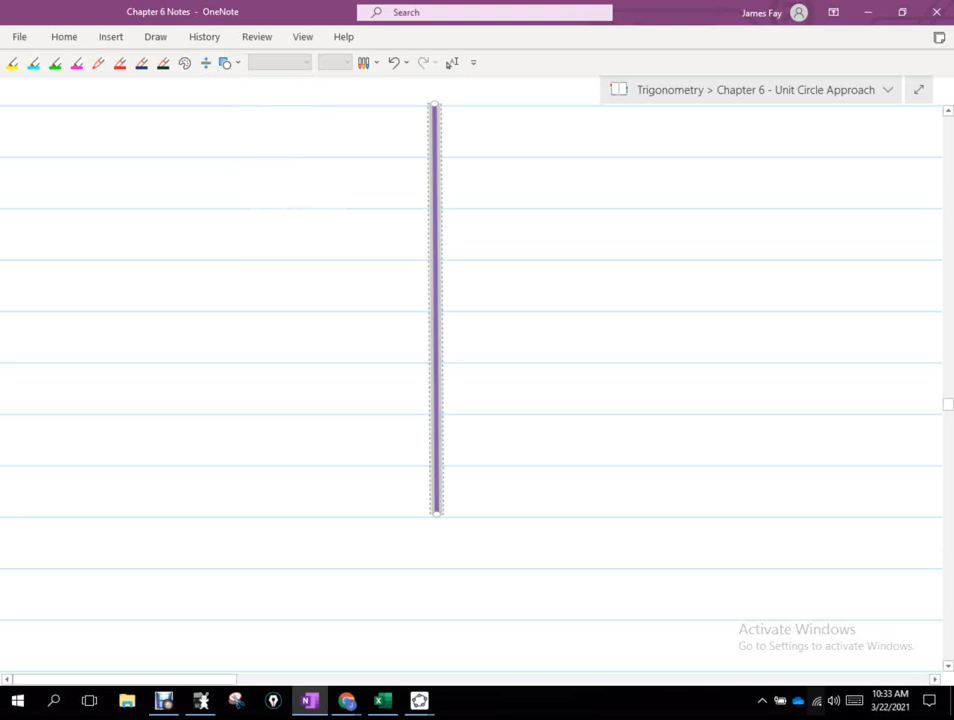 Chapter 6 Notes - OneNote
Search
James Fay
File Home Insert Draw History Review View Help
Trigonometry > Chapter 6 - Unit Circle Approach
Activate Windows
Go to Settings to activate Windows.
10:33 AM
3/22/2021